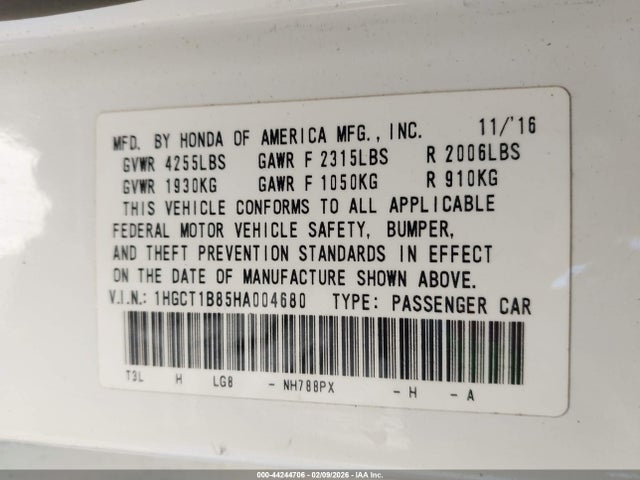 MFD. BY HONDA OF AMERICA MFG., INC. 11/'16
GVWR 4255LBS GAWR F 2315LBS R 2006LBS
GVWR 1930KG GAWR F 1050KG R 910KG
THIS VEHICLE CONFORMS TO ALL APPLICABLE
FEDERAL MOTOR VEHICLE SAFETY, BUMPER,
AND THEFT PREVENTION STANDARDS IN EFFECT
ON THE DATE OF MANUFACTURE SHOWN ABOVE.
V.I.N.: 1HGCT1B85HA004680 TYPE: PASSENGER CAR
T3L H LG8 - NH788PX - H - A
000-44244706 - 02/09/2026 - IAA Inc.